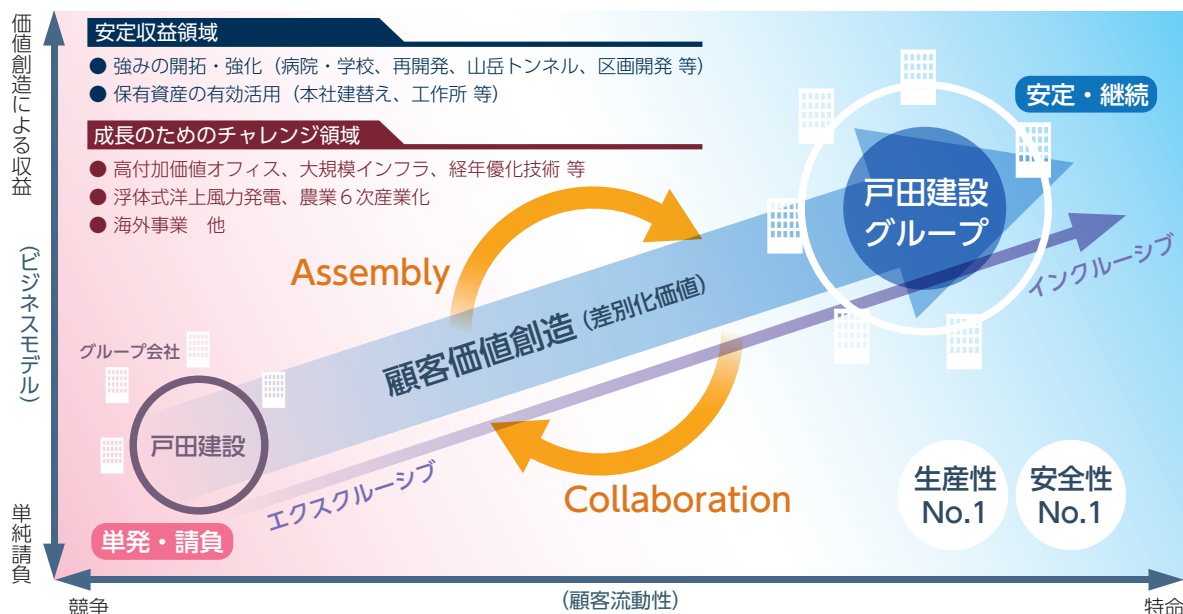 価値創造による収益
(ビジネスモデル)
単純請負
安定収益領域
● 強みの開拓・強化（病院・学校、再開発、山岳トンネル、区画開発 等）
● 保有資産の有効活用（本社建替え、工作所 等）
成長のためのチャレンジ領域
● 高付加価値オフィス、大規模インフラ、経年優化技術 等
● 浮体式洋上風力発電、農業６次産業化
● 海外事業　他
安定・継続
戸田建設
グループ
インクルーシブ
Assembly
顧客価値創造（差別化価値）
グループ会社
戸田建設
エクスクルーシブ
Collaboration
単発・請負
生産性
No.1
安全性
No.1
競争
（顧客流動性）
特命